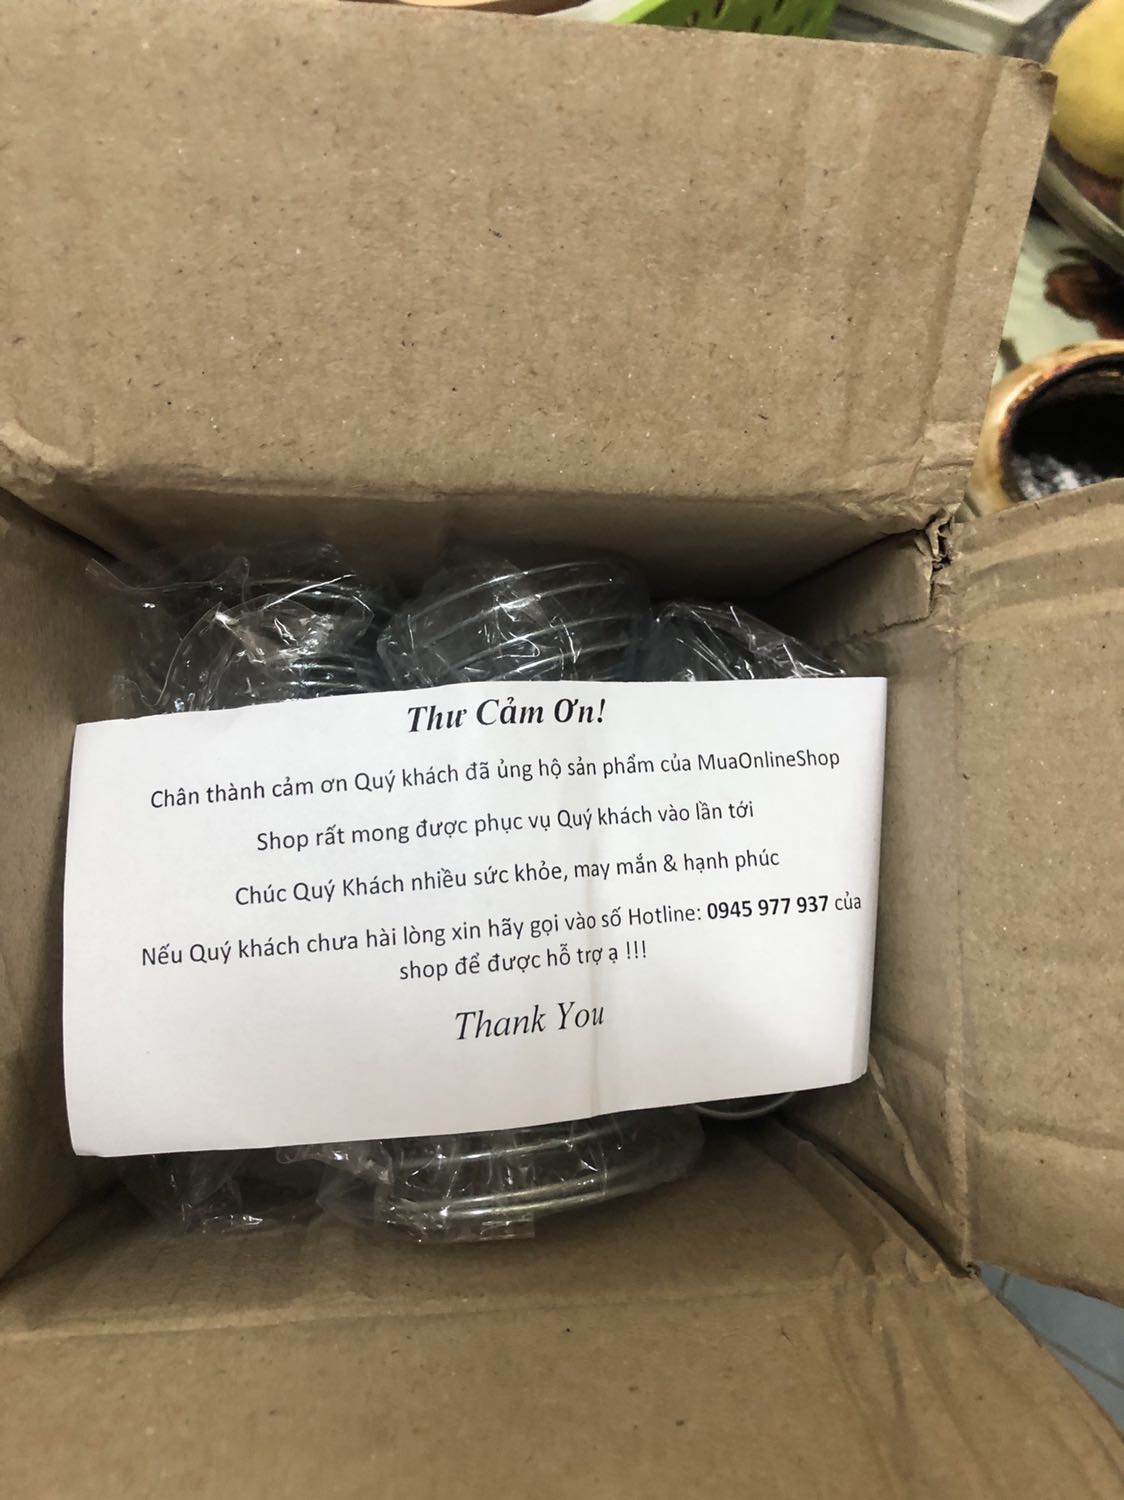 Thư Cảm Ơn!
Chân thành cảm ơn Quý khách đã ủng hộ sản phẩm của MuaOnlineShop
Shop rất mong được phục vụ Quý khách vào lần tới
Chúc Quý Khách nhiều sức khỏe, may mắn & hạnh phúc
Nếu Quý khách chưa hài lòng xin hãy gọi vào số Hotline: 0945 977 937 của
shop để được hỗ trợ ạ !!!
Thank You